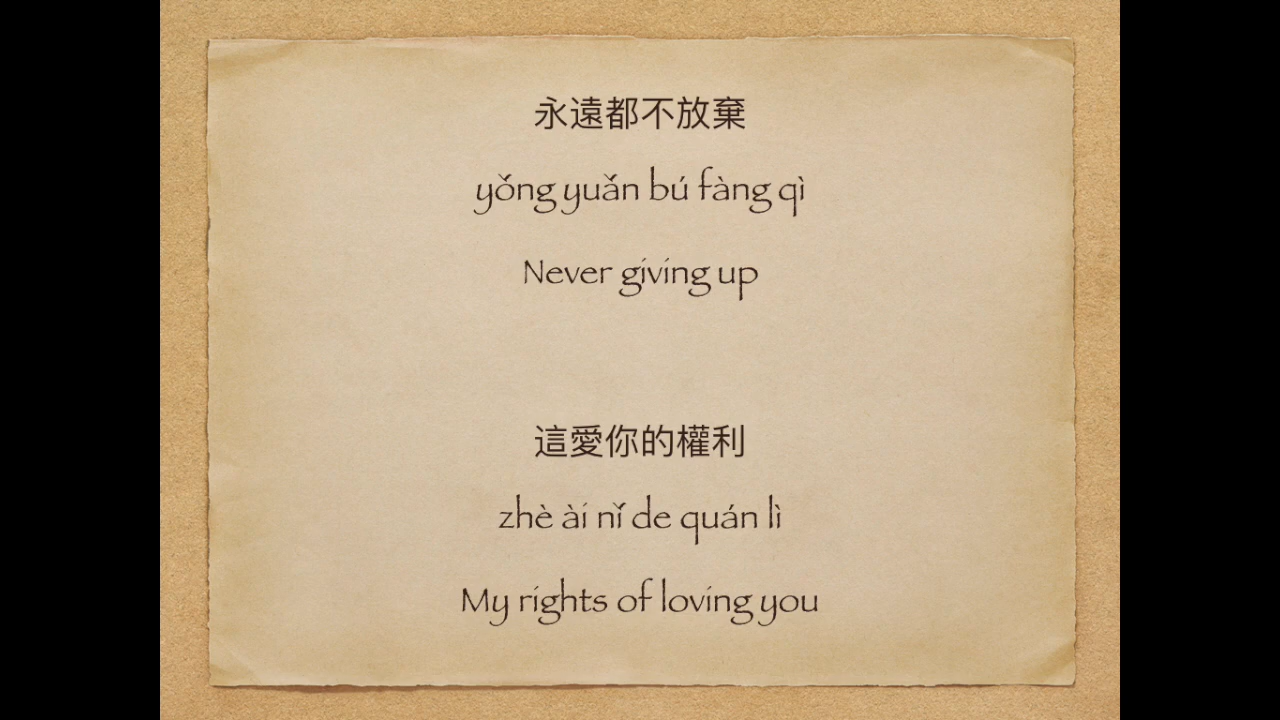 永遠都不放棄
yǒng yuǎn bú fàng qì
Never giving up
這愛你的權利
zhè ài nǐ de quán lì
My rights of loving you